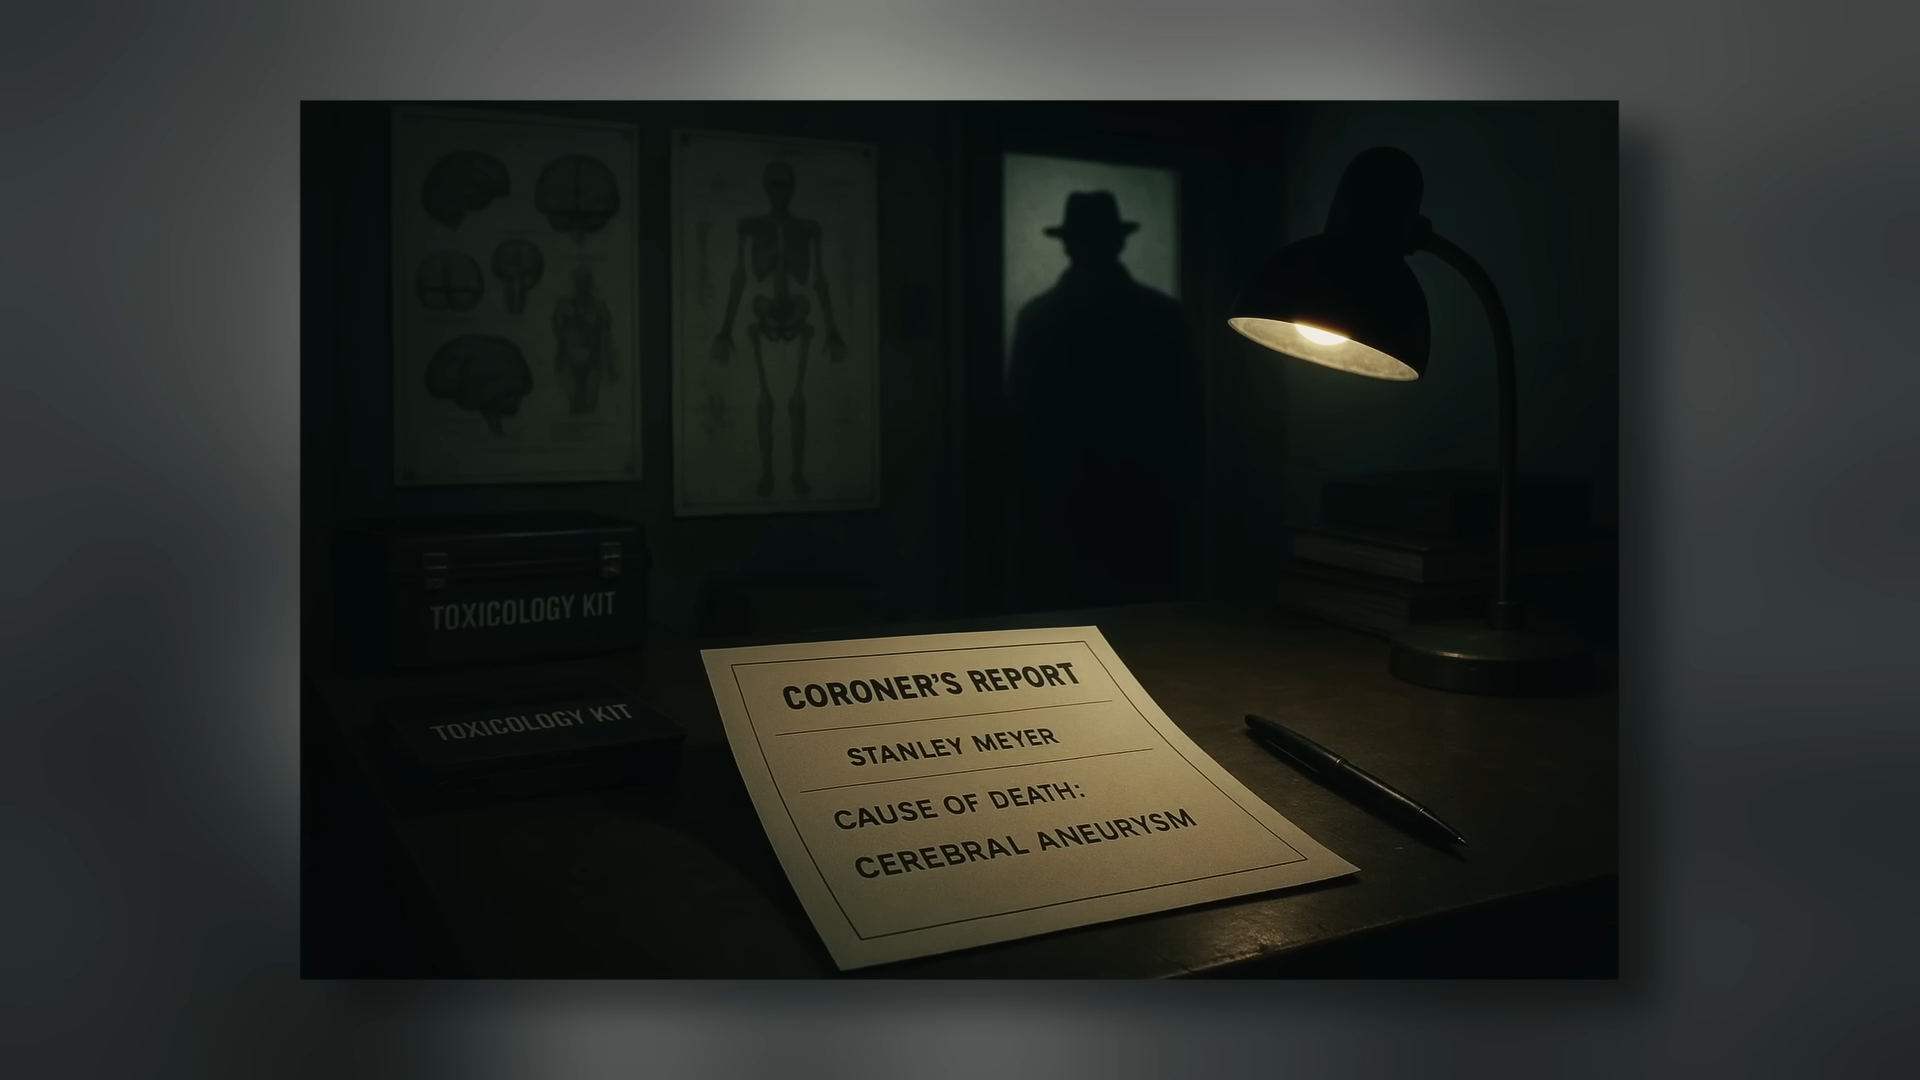 TOXICOLOGY KIT
TOXICOLOGY KIT
CORONER'S REPORT
STANLEY MEYER
CAUSE OF DEATH:
CEREBRAL ANEURYSM